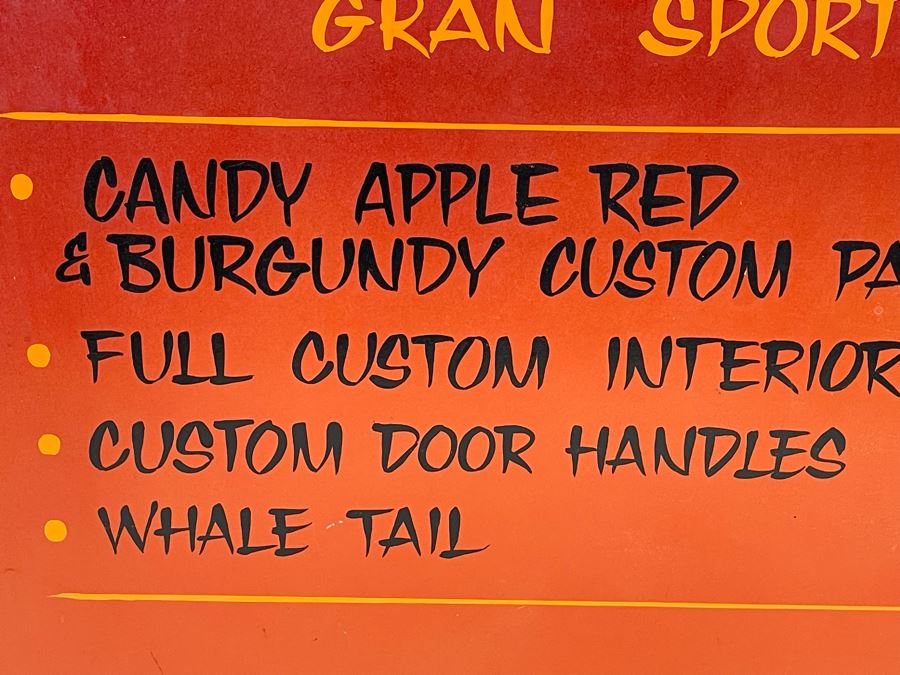 GRAN SPORT
CANDY APPLE RED
& BURGUNDY CUSTOM PA
FULL CUSTOM INTERIOR
CUSTOM DOOR HANDLES
WHALE TAIL